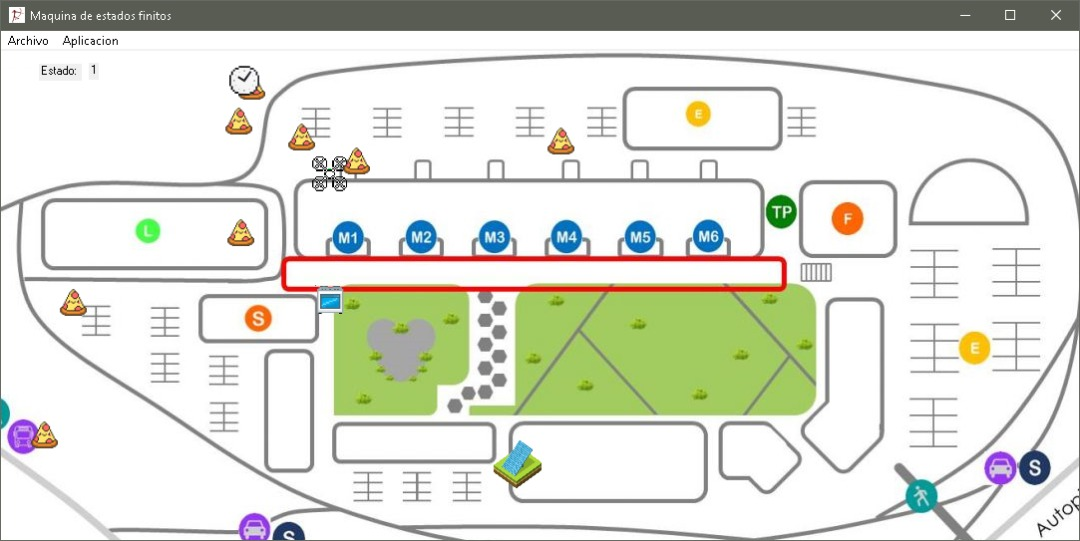 Maquina de estados finitos
Archivo Aplicacion
Estado: 1
E
L
M1 M2 M3 M4 M5 M6
TP
F
S
E
S
S
Autop